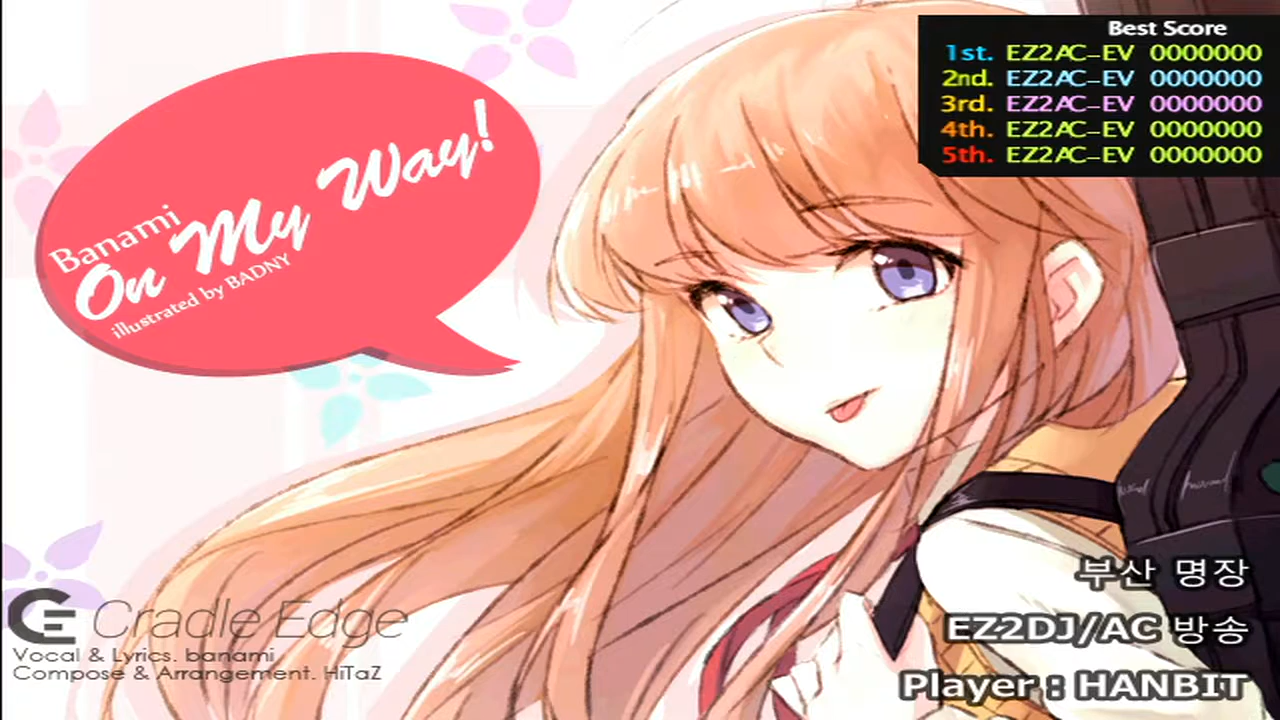 Best Score
1st. EZ2AC-EV 0000000
2nd. EZ2AC-EV 0000000
3rd. EZ2AC-EV 0000000
4th. EZ2AC-EV 0000000
5th. EZ2AC-EV 0000000
Banami
On My Way!
illustrated by BADNY
CE Cradle Edge
Vocal & Lyrics. banami
Compose & Arrangement. HiTaZ
부산 명장
EZ2DJ/AC 방송
Player : HANBIT